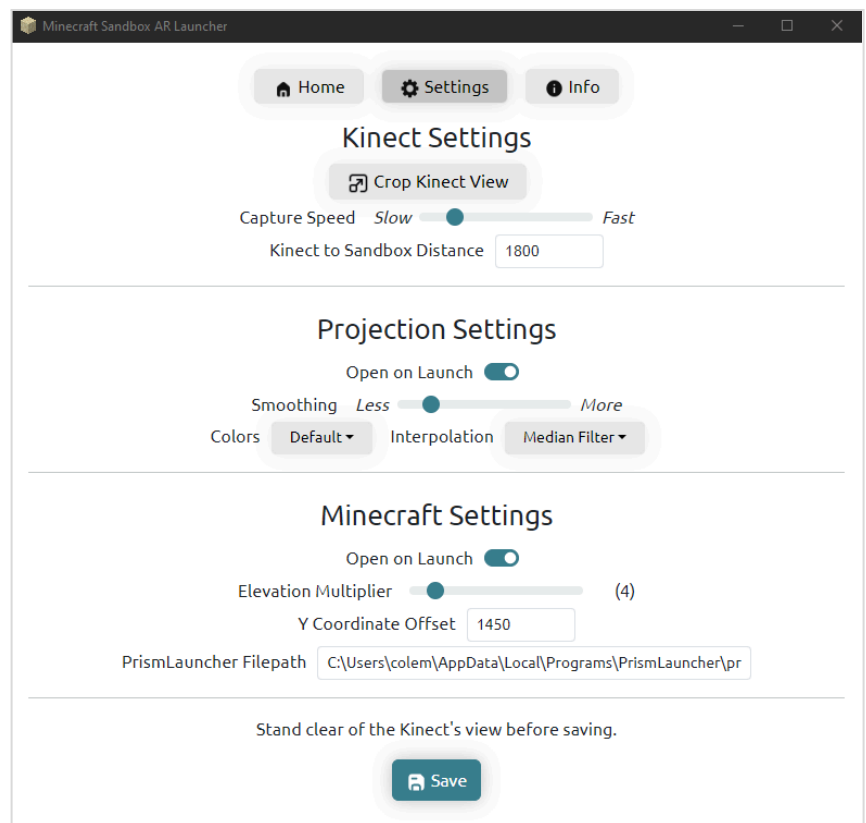 Minecraft Sandbox AR Launcher
Home Settings Info
Kinect Settings
Crop Kinect View
Capture Speed Slow Fast
Kinect to Sandbox Distance 1800
Projection Settings
Open on Launch
Smoothing Less More
Colors Default Interpolation Median Filter
Minecraft Settings
Open on Launch
Elevation Multiplier (4)
Y Coordinate Offset 1450
PrismLauncher Filepath C:\Users\colem\AppData\Local\Programs\PrismLauncher\pr
Stand clear of the Kinect's view before saving.
Save